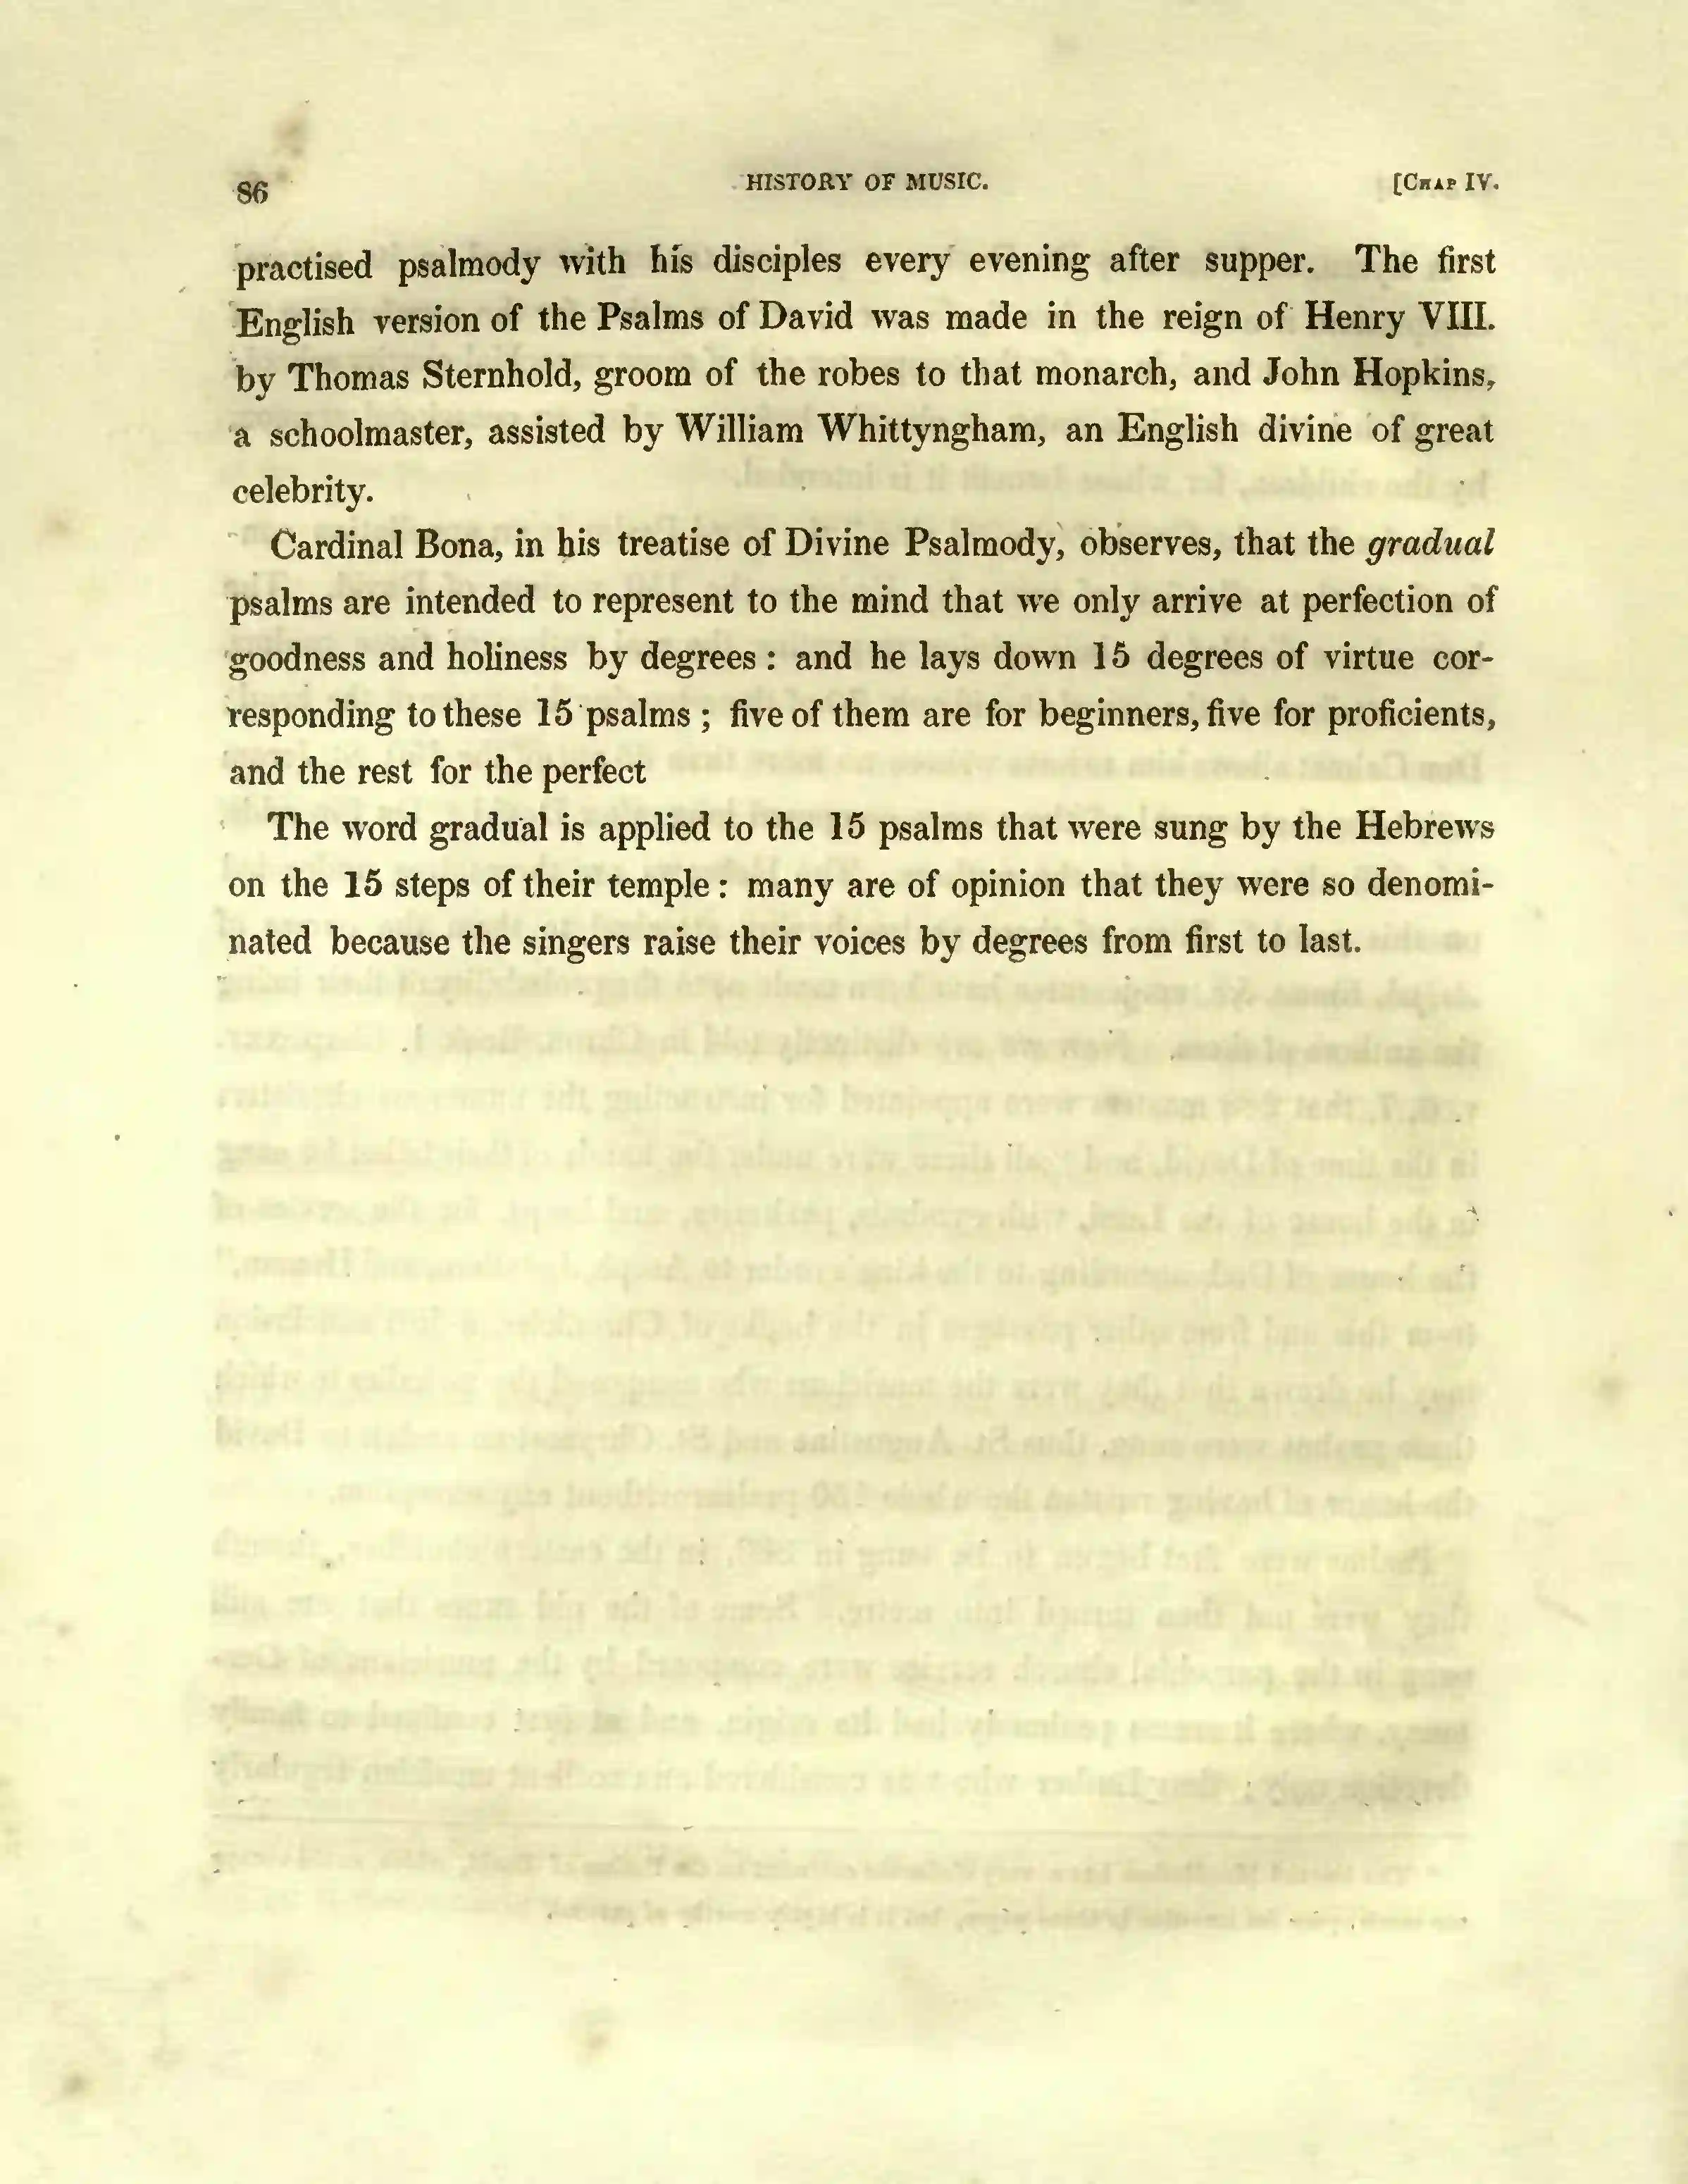 86 HISTORY OF MUSIC. [CHAP IV.
practised psalmody with his disciples every evening after supper. The first
English version of the Psalms of David was made in the reign of Henry VIII.
by Thomas Sternhold, groom of the robes to that monarch, and John Hopkins,
a schoolmaster, assisted by William Whittyngham, an English divine of great
celebrity.
Cardinal Bona, in his treatise of Divine Psalmody, observes, that the gradual
psalms are intended to represent to the mind that we only arrive at perfection of
goodness and holiness by degrees : and he lays down 15 degrees of virtue cor-
responding to these 15 psalms ; five of them are for beginners, five for proficients,
and the rest for the perfect
The word gradual is applied to the 15 psalms that were sung by the Hebrews
on the 15 steps of their temple : many are of opinion that they were so denomi-
nated because the singers raise their voices by degrees from first to last.